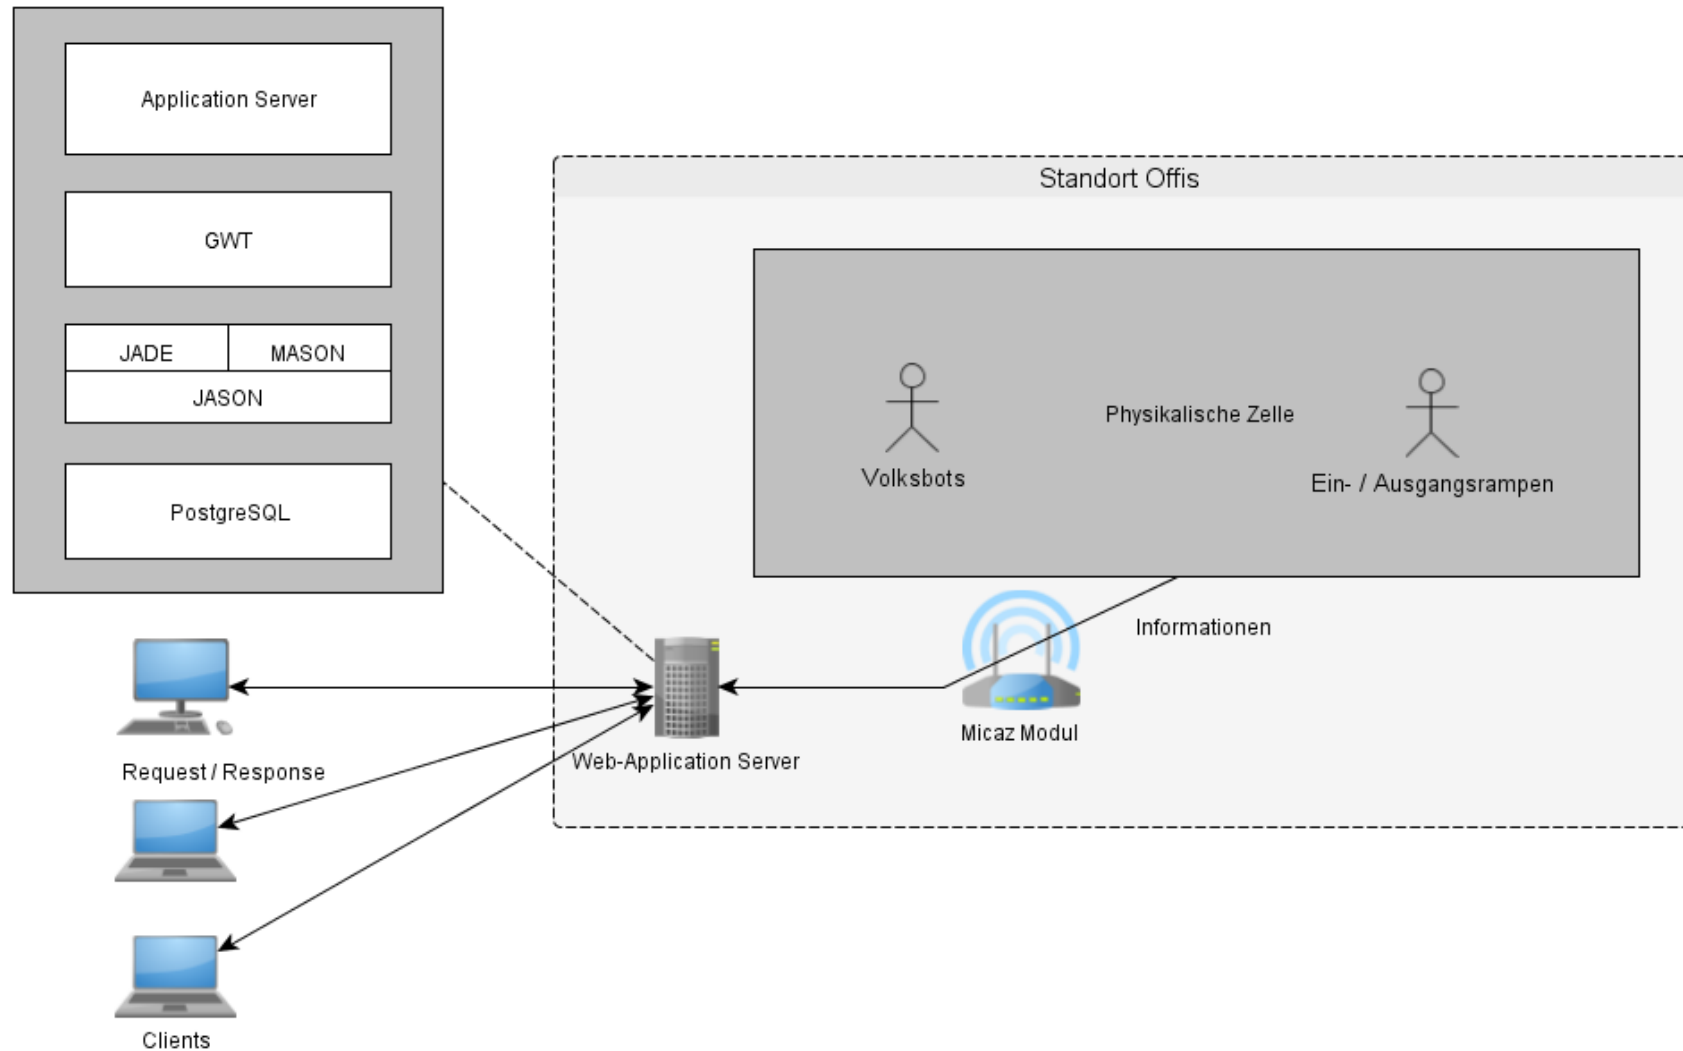 Application Server
GWT
JADE
MASON
JASON
PostgreSQL
Standort Offis
Physikalische Zelle
Volksbots
Ein- / Ausgangsrampen
Informationen
Micaz Modul
Web-Application Server
Request / Response
Clients